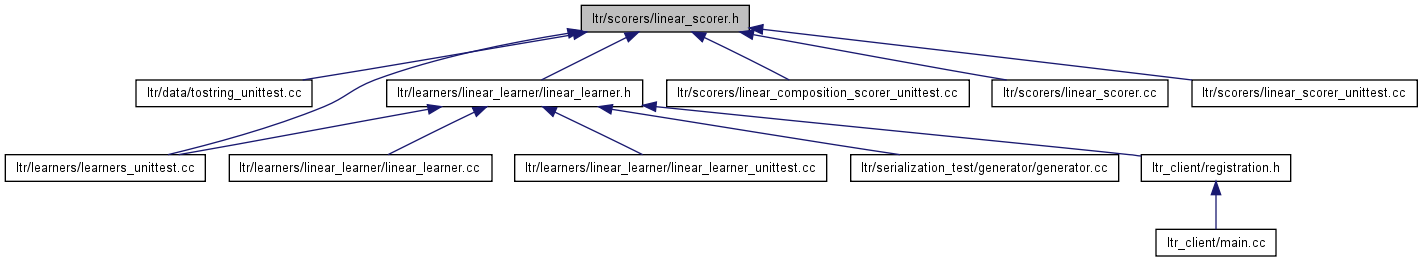 ltr/scorers/linear_scorer.h
ltr/data/tostring_unittest.cc
ltr/learners/linear_learner/linear_learner.h
ltr/scorers/linear_composition_scorer_unittest.cc
ltr/scorers/linear_scorer.cc
ltr/scorers/linear_scorer_unittest.cc
ltr/learners/learners_unittest.cc
ltr/learners/linear_learner/linear_learner.cc
ltr/learners/linear_learner/linear_learner_unittest.cc
ltr/serialization_test/generator/generator.cc
ltr_client/registration.h
ltr_client/main.cc